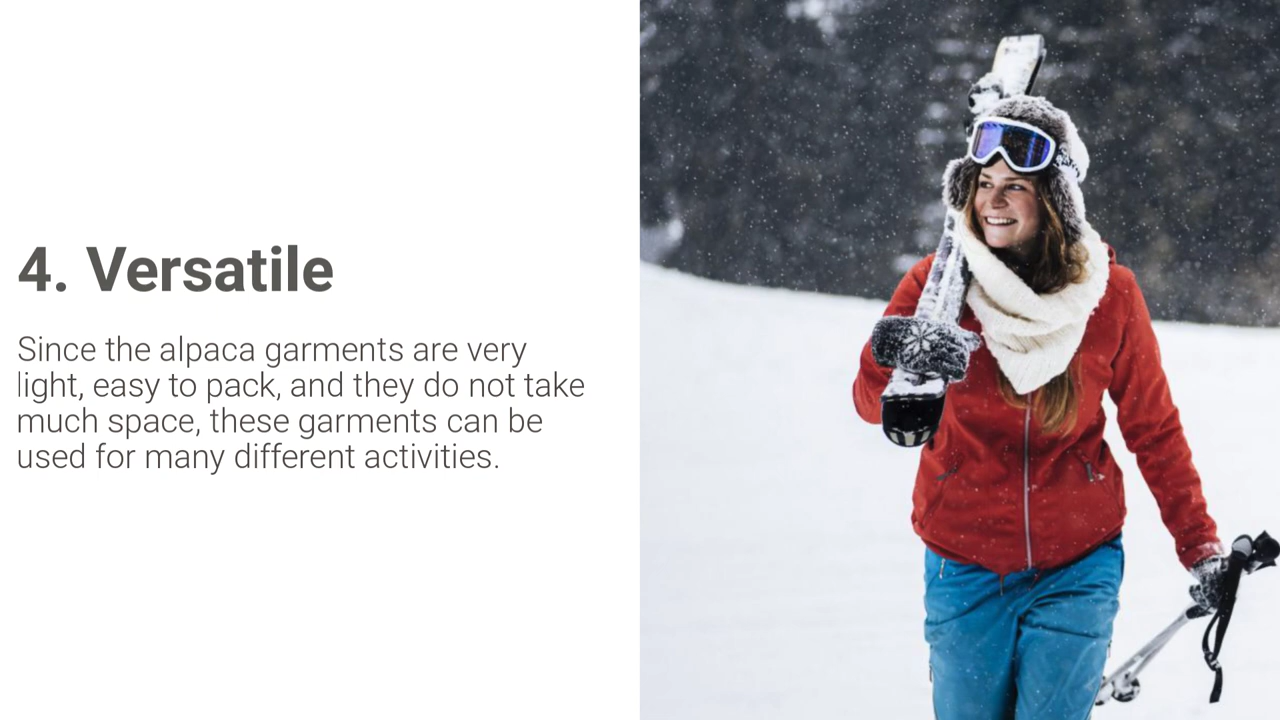 4. Versatile
Since the alpaca garments are very
light, easy to pack, and they do not take
much space, these garments can be
used for many different activities.